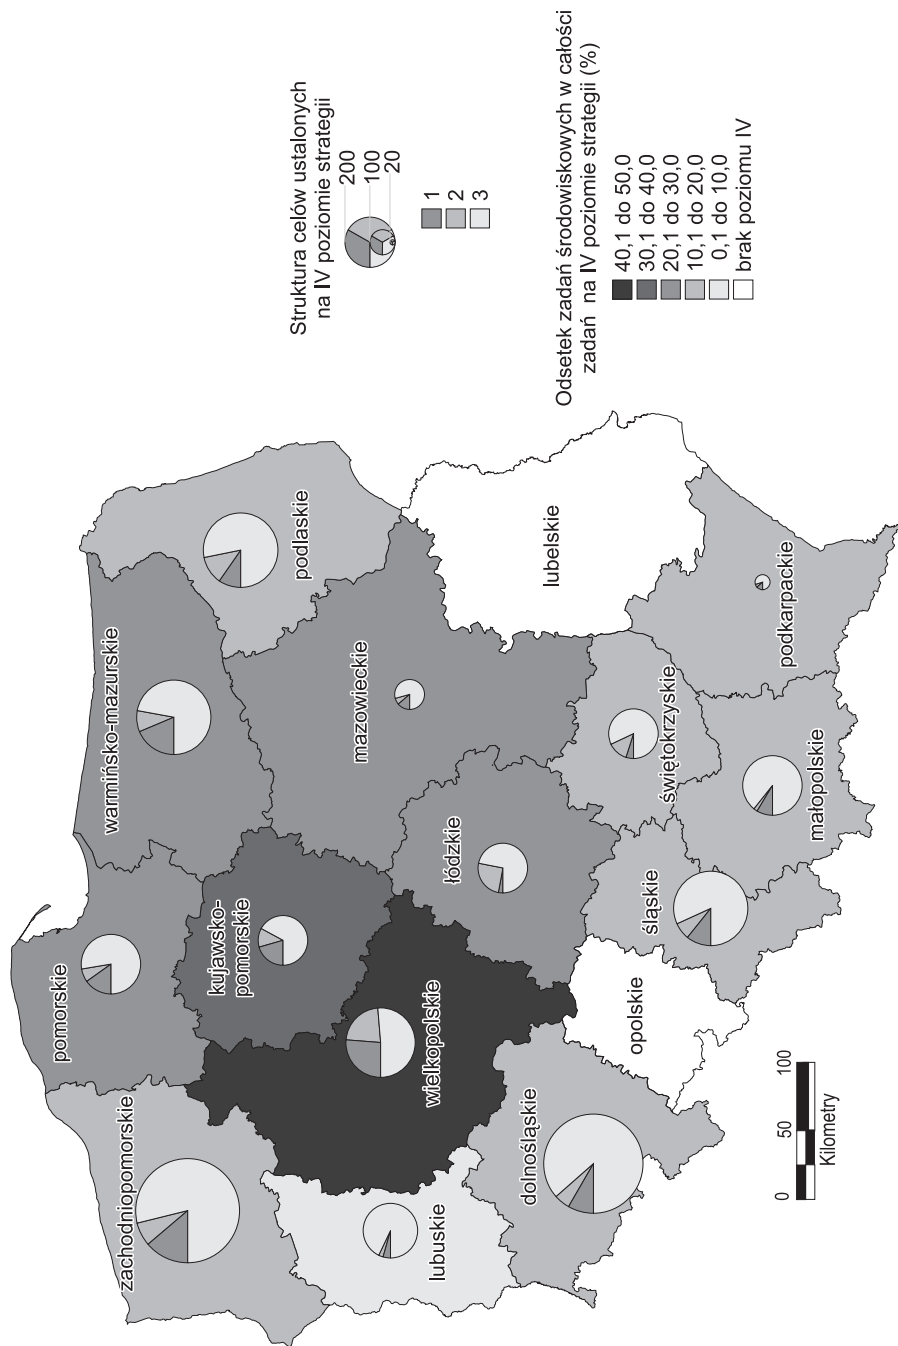 Struktura celów ustalonych
na IV poziomie strategii
200
100
20
1
2
3
Odsetek zadań środowiskowych w całości
zadań na IV poziomie strategii (%)
40,1 do 50,0
30,1 do 40,0
20,1 do 30,0
10,1 do 20,0
0,1 do 10,0
brak poziomu IV
pomorskie
warmińsko-mazurskie
zachodniopomorskie
kujawsko-
pomorskie
podlaskie
mazowieckie
wielkopolskie
lubuskie
łódzkie
lubelskie
dolnośląskie
opolskie
śląskie
świętokrzyskie
małopolskie
podkarpackie
0
50
100
Kilometry